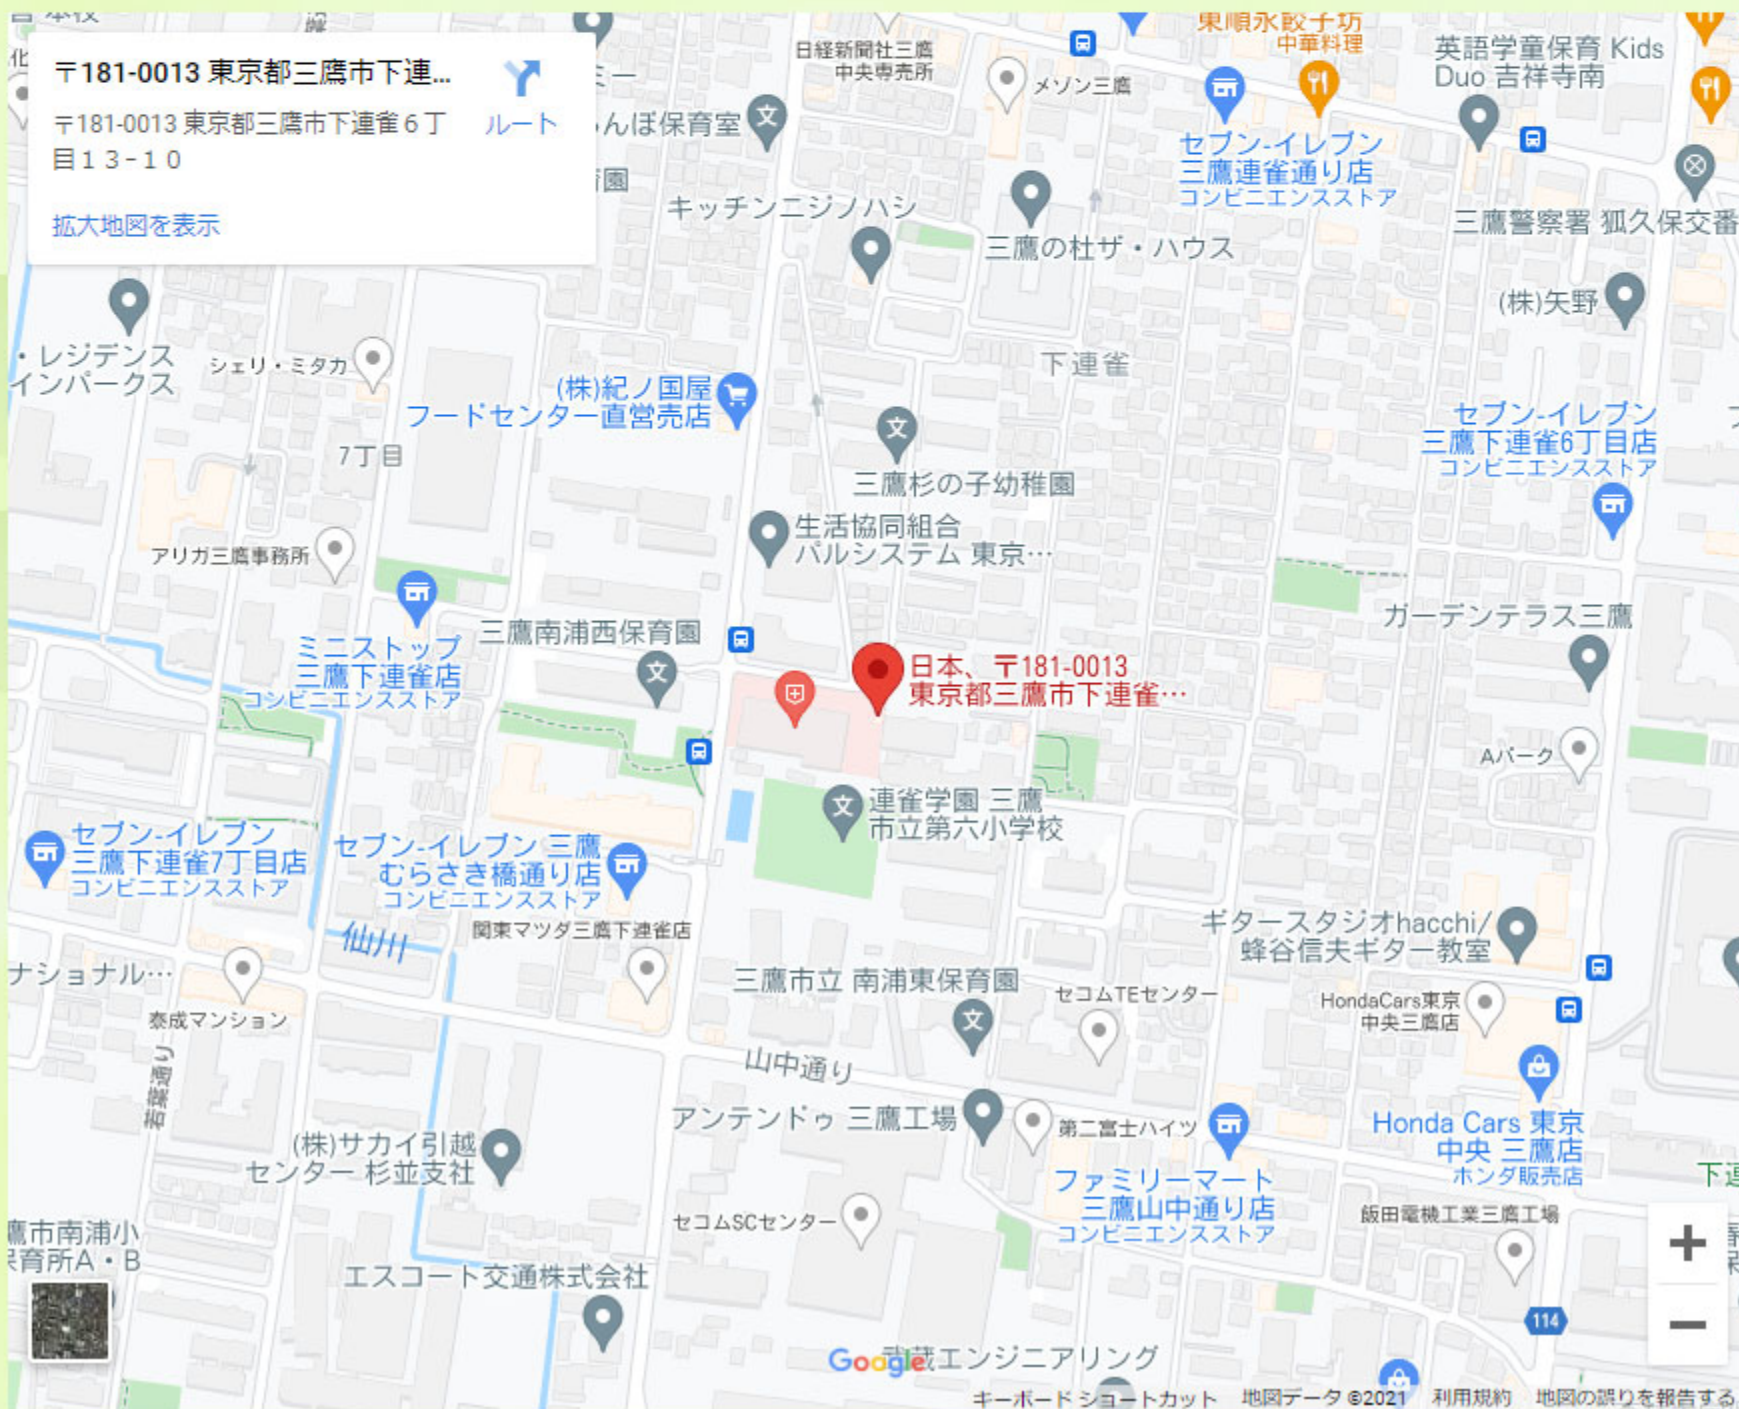 〒181-0013 東京都三鷹市下連...
〒181-0013 東京都三鷹市下連雀6丁
目13-10
ルート
拡大地図を表示
日経新聞社三鷹
中央専売所
メゾン三鷹
東順永餃子坊
中華料理
英語学童保育 Kids
Duo 吉祥寺南
んぽ保育室
セブン-イレブン
三鷹連雀通り店
コンビニエンスストア
キッチンニジノハシ
三鷹の杜ザ・ハウス
三鷹警察署 狐久保交番
(株)矢野
・レジデンス
インパークス
シェリ・ミタカ
下連雀
(株)紀ノ国屋
フードセンター直営売店
7丁目
セブン-イレブン
三鷹下連雀6丁目店
コンビニエンスストア
三鷹杉の子幼稚園
生活協同組合
パルシステム 東京…
アリガ三鷹事務所
ミニストップ
三鷹下連雀店
コンビニエンスストア
三鷹南浦西保育園
ガーデンテラス三鷹
日本、〒181-0013
東京都三鷹市下連雀…
Aパーク
連雀学園 三鷹
市立第六小学校
セブン-イレブン
三鷹下連雀7丁目店
コンビニエンスストア
セブン-イレブン 三鷹
むらさき橋通り店
コンビニエンスストア
仙川
関東マツダ三鷹下連雀店
ギタースタジオhacchi/
蜂谷信夫ギター教室
ナショナル…
三鷹市立 南浦東保育園
セコムTEセンター
HondaCars東京
中央三鷹店
泰成マンション
若葉通り
山中通り
アンテンドゥ 三鷹工場
第二富士ハイツ
Honda Cars 東京
中央 三鷹店
ホンダ販売店
(株)サカイ引越
センター 杉並支社
ファミリーマート
三鷹山中通り店
コンビニエンスストア
下連
セコムSCセンター
飯田電機工業三鷹工場
鷹市南浦小
保育所A・B
エスコート交通株式会社
114
Google
武蔵エンジニアリング
キーボード ショートカット 地図データ ©2021 利用規約 地図の誤りを報告する